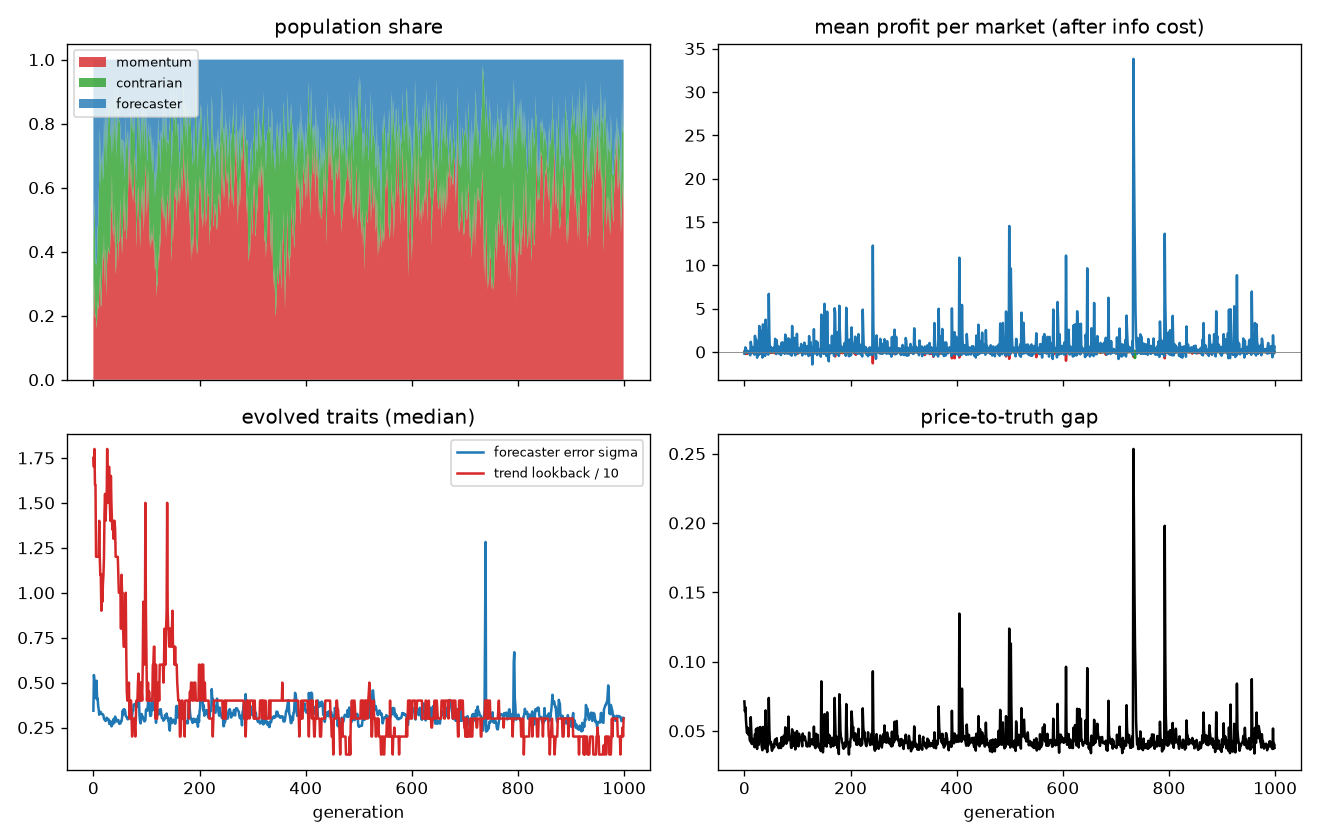 population share
1.0
0.8
0.6
0.4
0.2
0.0
momentum
contrarian
forecaster
mean profit per market (after info cost)
35
30
25
20
15
10
5
0
evolved traits (median)
1.75
1.50
1.25
1.00
0.75
0.50
0.25
forecaster error sigma
trend lookback / 10
0 200 400 600 800 1000
generation
price-to-truth gap
0.25
0.20
0.15
0.10
0.05
0 200 400 600 800 1000
generation